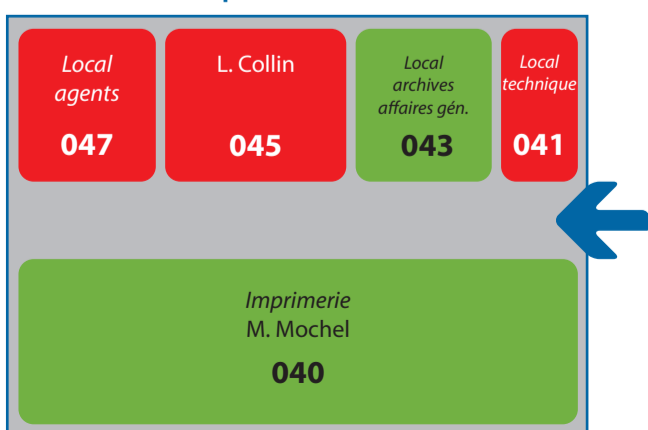 Local
agents
047
L. Collin
045
Local
archives
affaires gén.
043
Local
technique
041
Imprimerie
M. Mochel
040